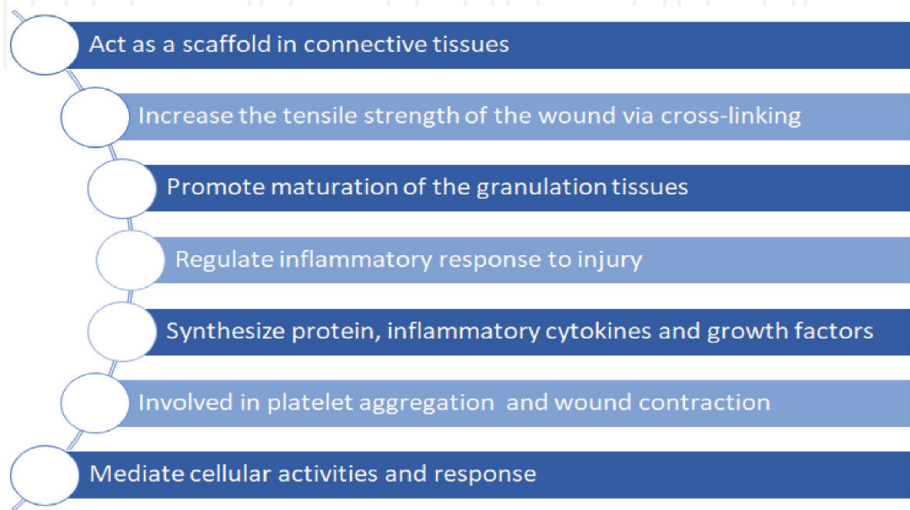 Act as a scaffold in connective tissues
Increase the tensile strength of the wound via cross-linking
Promote maturation of the granulation tissues
Regulate inflammatory response to injury
Synthesize protein, inflammatory cytokines and growth factors
Involved in platelet aggregation and wound contraction
Mediate cellular activities and response